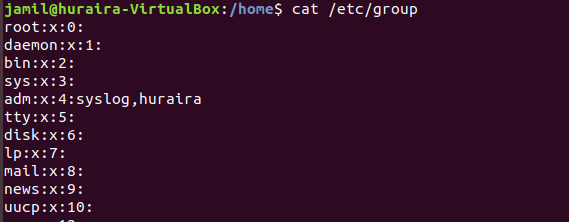 jamil@huraira-VirtualBox:/home$ cat /etc/group
root:x:0:
daemon:x:1:
bin:x:2:
sys:x:3:
adm:x:4:syslog,huraira
tty:x:5:
disk:x:6:
lp:x:7:
mail:x:8:
news:x:9:
uucp:x:10: